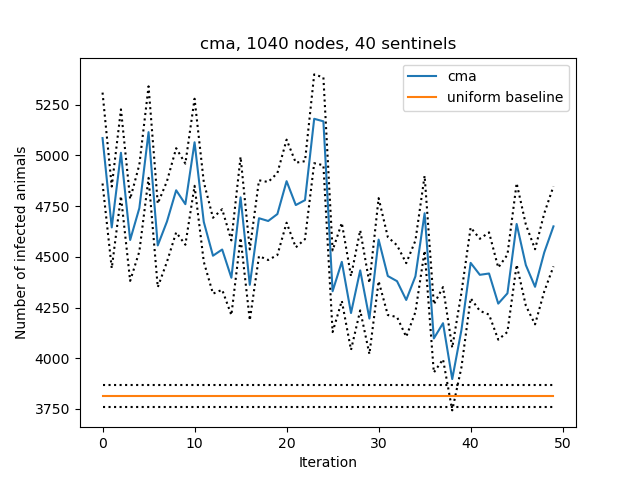 cma, 1040 nodes, 40 sentinels
cma
uniform baseline
Number of infected animals
5250
5000
4750
4500
4250
4000
3750
0 10 20 30 40 50
Iteration